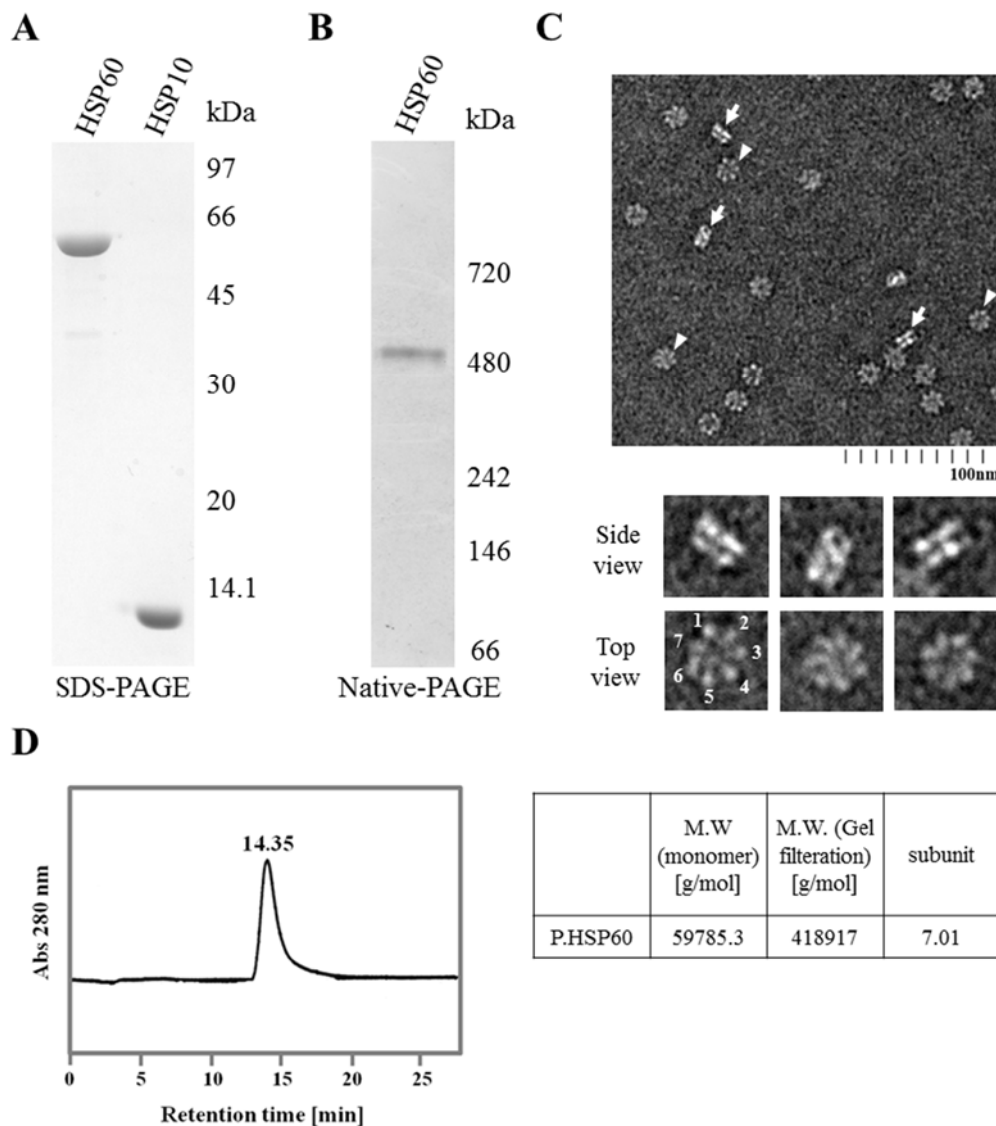 A
HSP60
HSP10
kDa
97
66
45
30
20
14.1
SDS-PAGE
B
HSP60
kDa
720
480
242
146
66
Native-PAGE
C
100nm
Side
view
Top
view
1
2
3
4
5
6
7
D
14.35
Abs 280 nm
0 5 10 15 20 25
Retention time [min]
M.W
(monomer)
[g/mol]
M.W. (Gel
filteration)
[g/mol]
subunit
P.HSP60 59785.3 418917 7.01